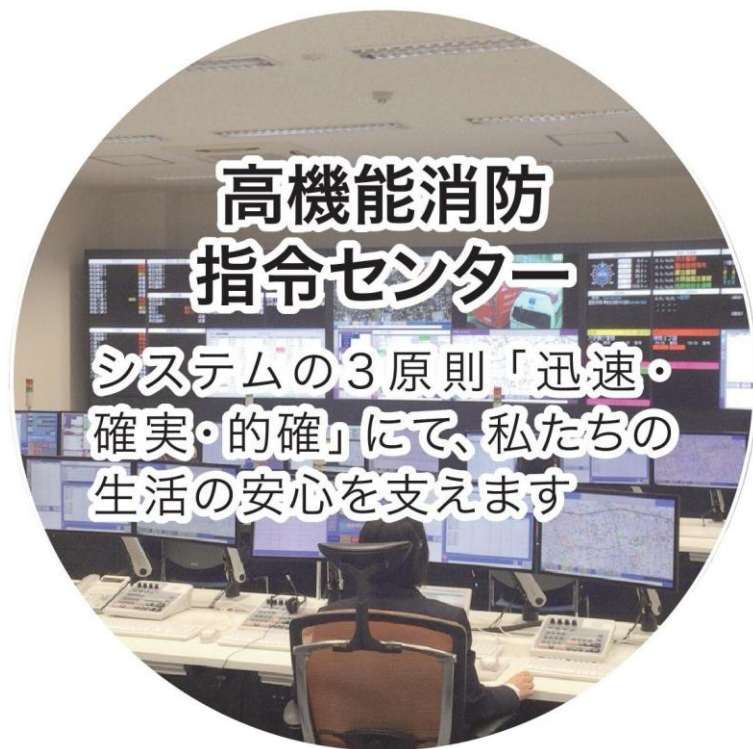 高機能消防
指令センター
システムの３原則「迅速・
確実・的確」にて、私たちの
生活の安心を支えます